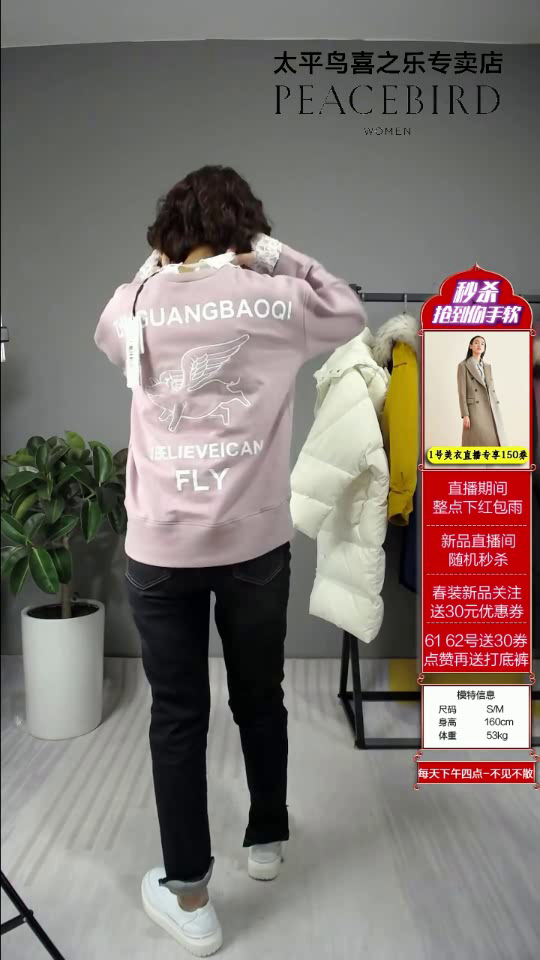 太平鸟喜之乐专卖店
PEACEBIRD
WOMEN
GUANGBAOQI
IBELIEVEICAN
FLY
秒杀
抢到你手软
1号美衣直播专享150券
直播期间
整点下红包雨
新品直播间
随机秒杀
春装新品关注
送30元优惠券
61 62号送30券
点赞再送打底裤
模特信息
尺码 S/M
身高 160cm
体重 53kg
每天下午四点-不见不散